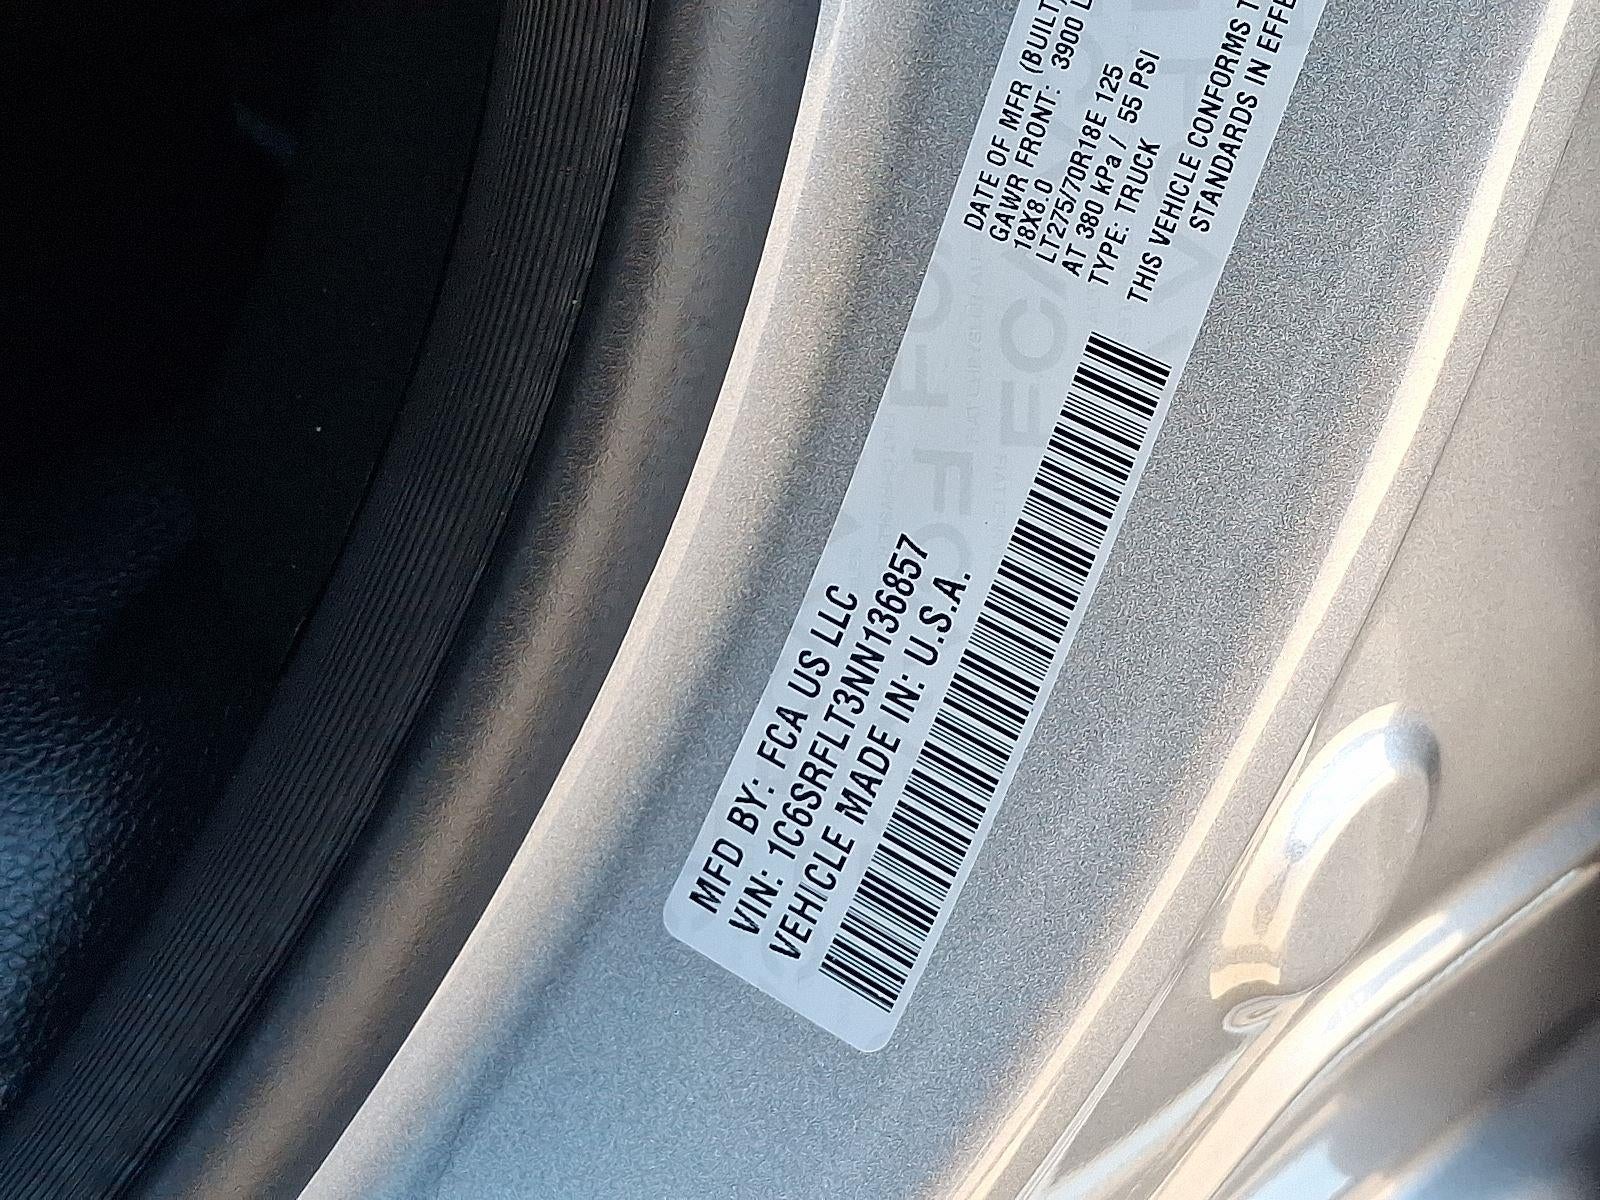 MFD BY: FCA US LLC
VIN: 1C6SRFLT3NN136857
VEHICLE MADE IN: U.S.A.
DATE OF MFR (BUILT)
GAWR FRONT: 3900 L
18X8.0
LT275/70R18E 125
AT 380 kPa / 55 PSI
TYPE: TRUCK
THIS VEHICLE CONFORMS T
STANDARDS IN EFFE